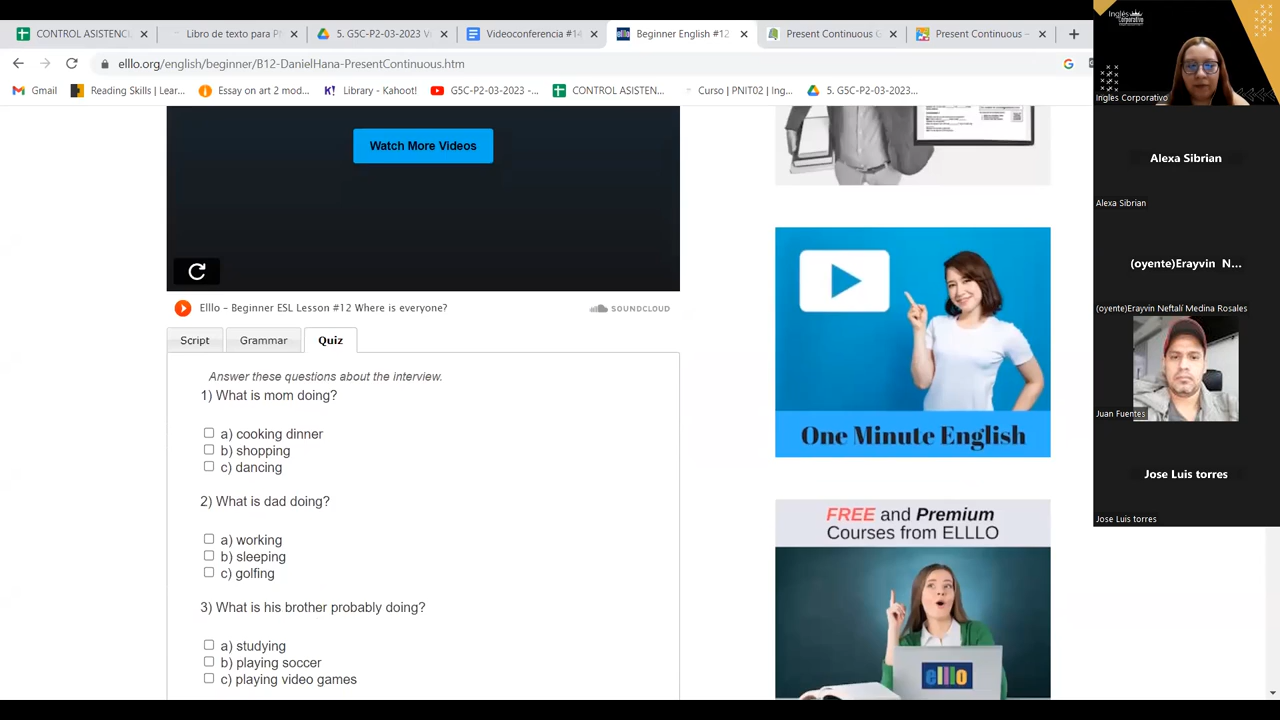 CONTROL ASISTENCI
Libro de texto para PI
5. G5C-P2-03-2023
Videoconferencia #14
Beginner English #12
Present Continuous G
Present Continuous –
elllo.org/english/beginner/B12-DanielHana-PresentContinuous.htm
Gmail
Reading Skills | Lear...
Essay on art 2 mod...
Library - Kahoot!
G5C-P2-03-2023 -...
CONTROL ASISTEN...
Curso | PNIT02 | Ing...
5. G5C-P2-03-2023...
Watch More Videos
Elllo – Beginner ESL Lesson #12 Where is everyone?
SOUNDCLOUD
Script
Grammar
Quiz
Answer these questions about the interview.
1) What is mom doing?
a) cooking dinner
b) shopping
c) dancing
2) What is dad doing?
a) working
b) sleeping
c) golfing
3) What is his brother probably doing?
a) studying
b) playing soccer
c) playing video games
One Minute English
FREE and Premium
Courses from ELLLO
elllo
Inglés
Corporativo
Ingles Corporativo
Alexa Sibrian
Alexa Sibrian
(oyente)Erayvin N...
(oyente)Erayvin Neftalí Medina Rosales
Juan Fuentes
Jose Luis torres
Jose Luis torres